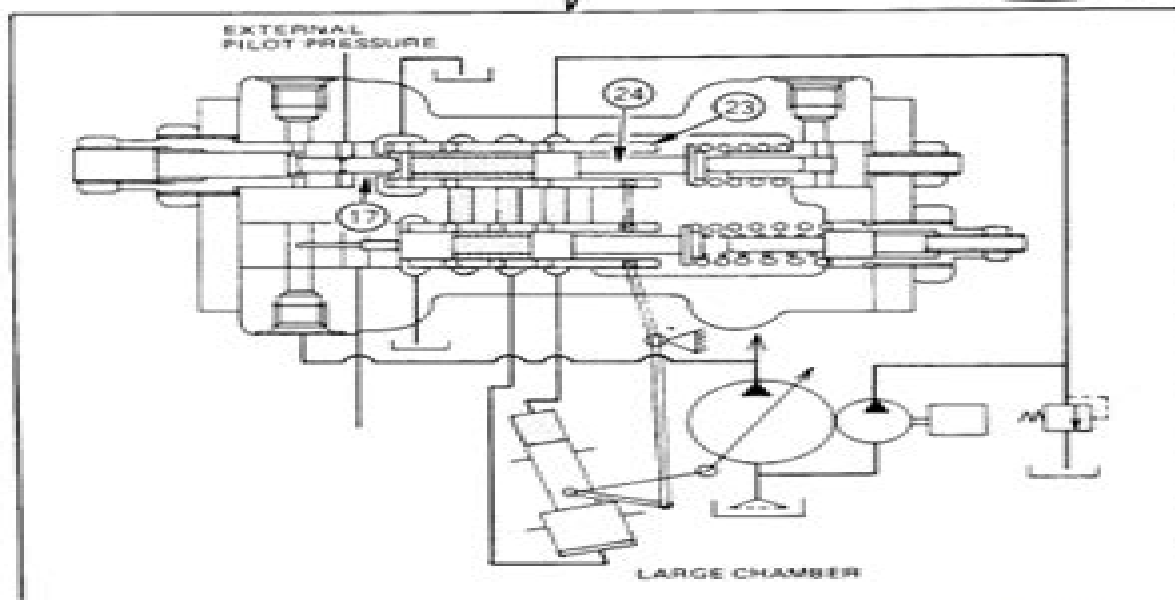 EXTERNAL
PILOT PRESSURE
24
23
17
LARGE CHAMBER